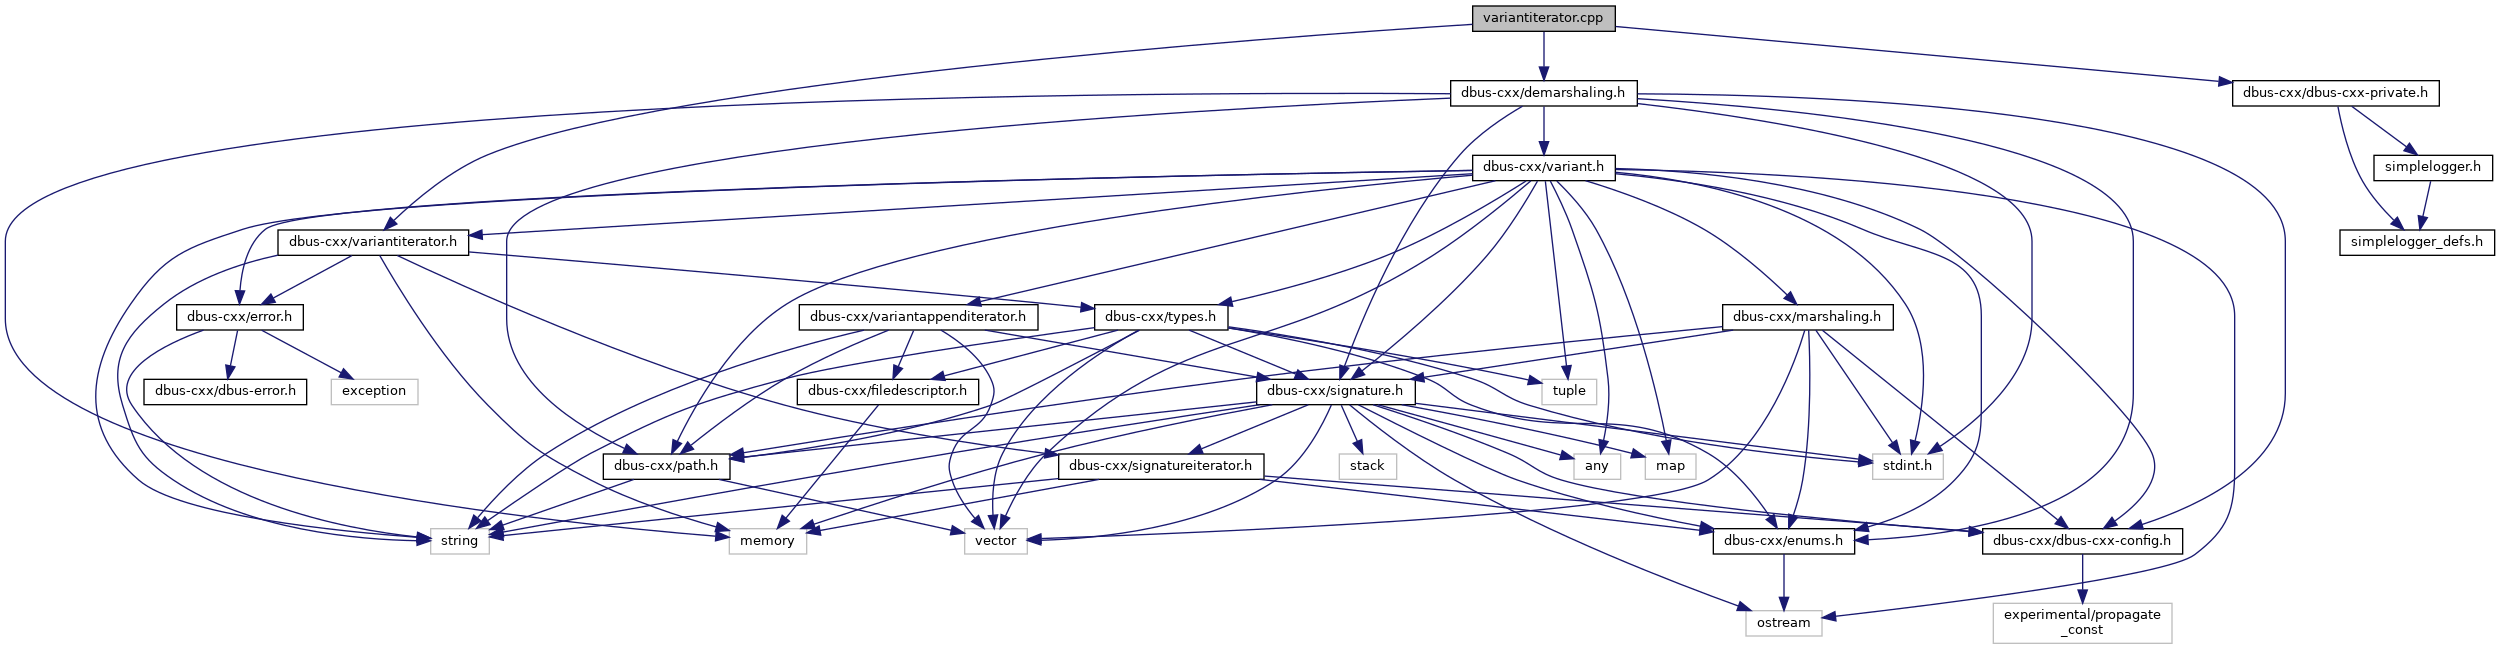 variantiterator.cpp
dbus-cxx/demarshaling.h
dbus-cxx/dbus-cxx-private.h
dbus-cxx/variant.h
simplelogger.h
dbus-cxx/variantiterator.h
simplelogger_defs.h
dbus-cxx/error.h
dbus-cxx/variantappenditerator.h
dbus-cxx/types.h
dbus-cxx/marshaling.h
dbus-cxx/dbus-error.h
exception
dbus-cxx/filedescriptor.h
dbus-cxx/signature.h
tuple
dbus-cxx/path.h
dbus-cxx/signatureiterator.h
stack
any
map
stdint.h
string
memory
vector
dbus-cxx/enums.h
dbus-cxx/dbus-cxx-config.h
ostream
experimental/propagate
_const